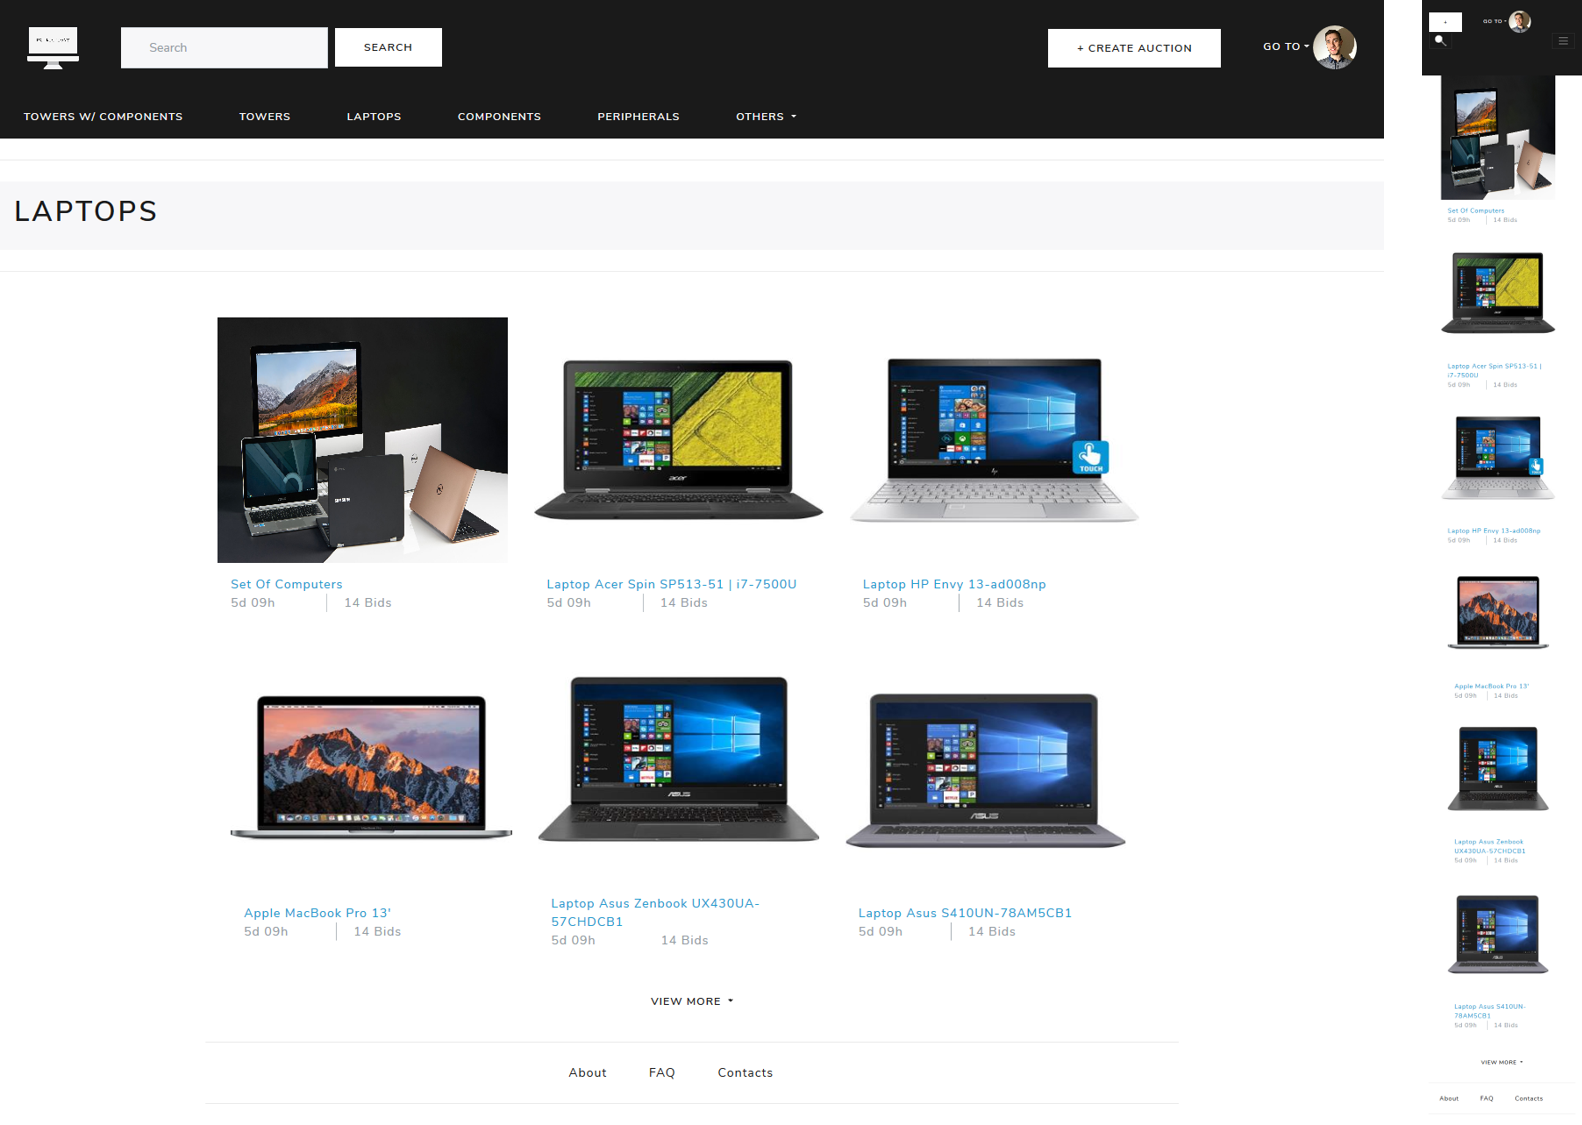 Search
SEARCH
+ CREATE AUCTION
GO TO
TOWERS W/ COMPONENTS
TOWERS
LAPTOPS
COMPONENTS
PERIPHERALS
OTHERS
LAPTOPS
acer
TOUCH
Set Of Computers
5d 09h
14 Bids
Laptop Acer Spin SP513-51 | i7-7500U
5d 09h
14 Bids
Laptop HP Envy 13-ad008np
5d 09h
14 Bids
ASUS
ASUS
Apple MacBook Pro 13'
5d 09h
14 Bids
Laptop Asus Zenbook UX430UA-
57CHDCB1
5d 09h
14 Bids
Laptop Asus S410UN-78AM5CB1
5d 09h
14 Bids
VIEW MORE
About
FAQ
Contacts
+
GO TO
Set Of Computers
5d 09h
14 Bids
Laptop Acer Spin SP513-51 |
i7-7500U
5d 09h
14 Bids
Laptop HP Envy 13-ad008np
5d 09h
14 Bids
Apple MacBook Pro 13'
5d 09h
14 Bids
Laptop Asus Zenbook
UX430UA-57CHDCB1
5d 09h
14 Bids
Laptop Asus S410UN-
78AM5CB1
5d 09h
14 Bids
VIEW MORE
About
FAQ
Contacts